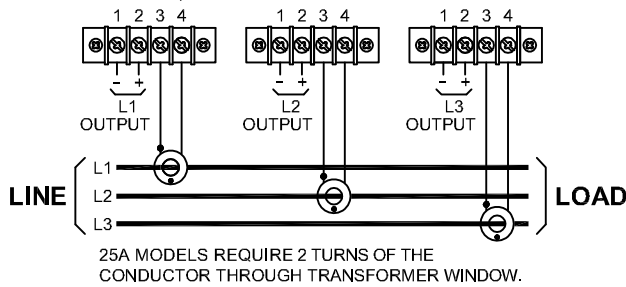 1 2 3 4 1 2 3 4 1 2 3 4
- + - + - +
L1 L2 L3
OUTPUT OUTPUT OUTPUT
L1
LINE L2 LOAD
L3
25A MODELS REQUIRE 2 TURNS OF THE
CONDUCTOR THROUGH TRANSFORMER WINDOW.